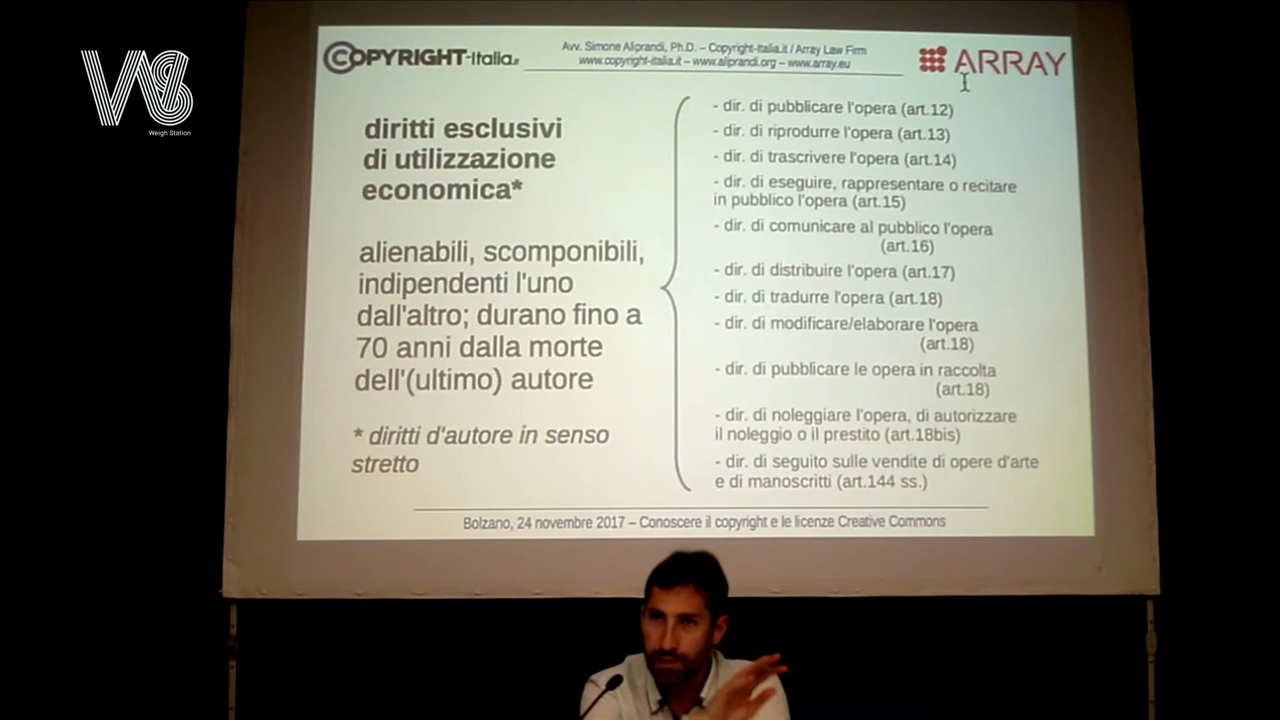 WS
Weigh Station
COPYRIGHT-Italia.it
Avv. Simone Aliprandi, Ph.D. – Copyright-Italia.it / Array Law Firm
www.copyright-italia.it – www.aliprandi.org – www.array.eu
ARRAY
diritti esclusivi
di utilizzazione
economica*
alienabili, scomponibili,
indipendenti l'uno
dall'altro; durano fino a
70 anni dalla morte
dell'(ultimo) autore
* diritti d'autore in senso
stretto
- dir. di pubblicare l'opera (art.12)
- dir. di riprodurre l'opera (art.13)
- dir. di trascrivere l'opera (art.14)
- dir. di eseguire, rappresentare o recitare
in pubblico l'opera (art.15)
- dir. di comunicare al pubblico l'opera
(art.16)
- dir. di distribuire l'opera (art.17)
- dir. di tradurre l'opera (art.18)
- dir. di modificare/elaborare l'opera
(art.18)
- dir. di pubblicare le opera in raccolta
(art.18)
- dir. di noleggiare l'opera, di autorizzare
il noleggio o il prestito (art.18bis)
- dir. di seguito sulle vendite di opere d'arte
e di manoscritti (art.144 ss.)
Bolzano, 24 novembre 2017 – Conoscere il copyright e le licenze Creative Commons